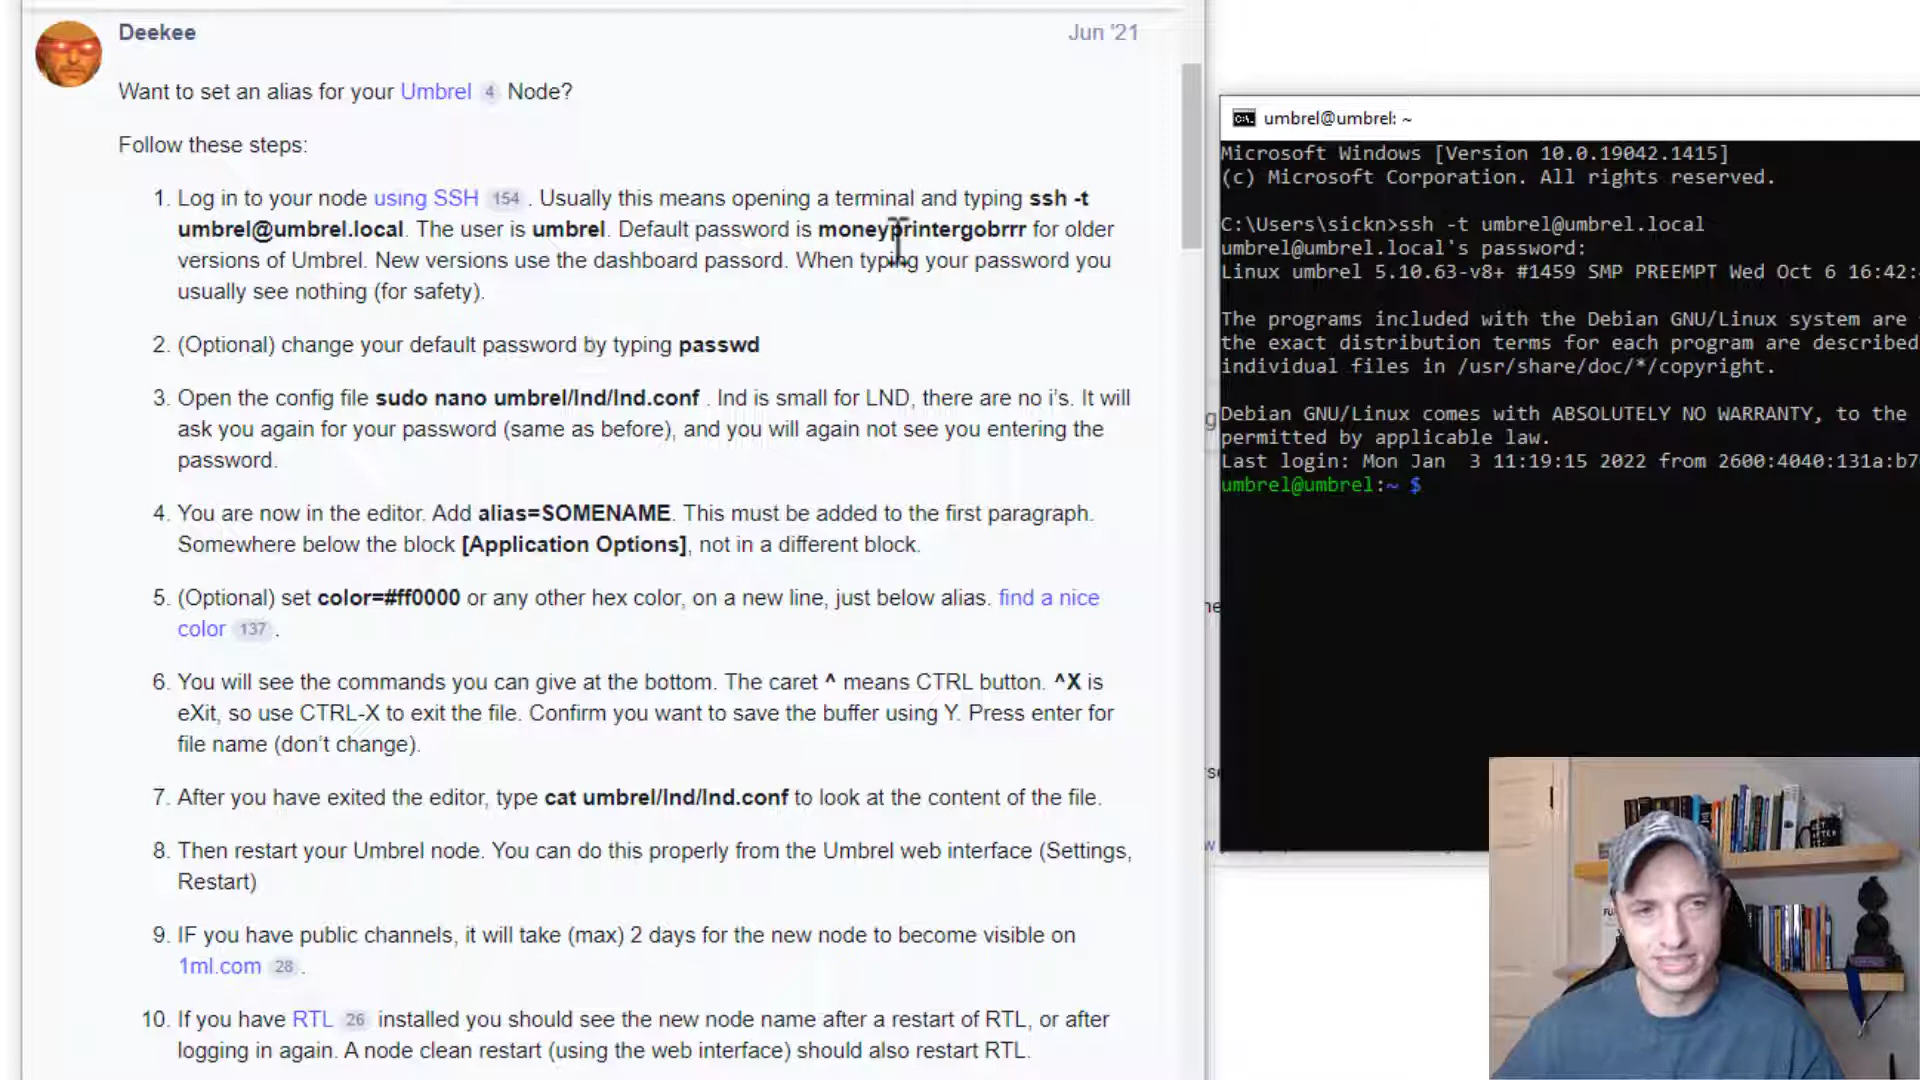 Deekee
Jun '21
Want to set an alias for your Umbrel 4 Node?
Follow these steps:
1. Log in to your node using SSH 154 . Usually this means opening a terminal and typing ssh -t
umbrel@umbrel.local. The user is umbrel. Default password is moneyprintergobrrr for older
versions of Umbrel. New versions use the dashboard passord. When typing your password you
usually see nothing (for safety).
2. (Optional) change your default password by typing passwd
3. Open the config file sudo nano umbrel/lnd/lnd.conf . lnd is small for LND, there are no i's. It will
ask you again for your password (same as before), and you will again not see you entering the
password.
4. You are now in the editor. Add alias=SOMENAME. This must be added to the first paragraph.
Somewhere below the block [Application Options], not in a different block.
5. (Optional) set color=#ff0000 or any other hex color, on a new line, just below alias. find a nice
color 137 .
6. You will see the commands you can give at the bottom. The caret ^ means CTRL button. ^X is
eXit, so use CTRL-X to exit the file. Confirm you want to save the buffer using Y. Press enter for
file name (don't change).
7. After you have exited the editor, type cat umbrel/lnd/lnd.conf to look at the content of the file.
8. Then restart your Umbrel node. You can do this properly from the Umbrel web interface (Settings,
Restart)
9. IF you have public channels, it will take (max) 2 days for the new node to become visible on
1ml.com 28 .
10. If you have RTL 26 installed you should see the new node name after a restart of RTL, or after
logging in again. A node clean restart (using the web interface) should also restart RTL.
umbrel@umbrel: ~
Microsoft Windows [Version 10.0.19042.1415]
(c) Microsoft Corporation. All rights reserved.
C:\Users\sickn>ssh -t umbrel@umbrel.local
umbrel@umbrel.local's password:
Linux umbrel 5.10.63-v8+ #1459 SMP PREEMPT Wed Oct 6 16:42:
The programs included with the Debian GNU/Linux system are
the exact distribution terms for each program are described
individual files in /usr/share/doc/*/copyright.
Debian GNU/Linux comes with ABSOLUTELY NO WARRANTY, to the
permitted by applicable law.
Last login: Mon Jan  3 11:19:15 2022 from 2600:4040:131a:b7
umbrel@umbrel:~ $